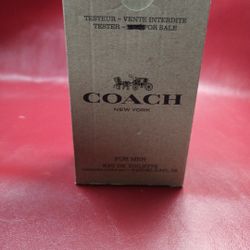 TESTEUR - VENTE INTERDITE
TESTER - FOR SALE
COACH
NEW YORK
FOR MEN
EAU DE TOILETTE